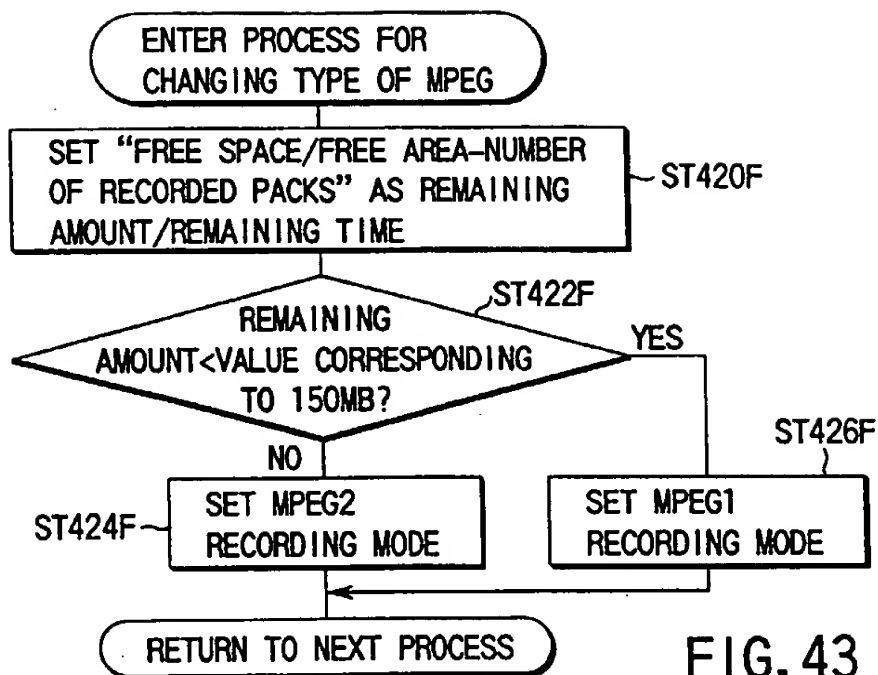 ENTER PROCESS FOR
CHANGING TYPE OF MPEG
SET “FREE SPACE/FREE AREA-NUMBER
OF RECORDED PACKS” AS REMAINING
AMOUNT/REMAINING TIME
ST420F
ST422F
REMAINING
AMOUNT<VALUE CORRESPONDING
TO 150MB?
YES
NO
ST426F
ST424F
SET MPEG2
RECORDING MODE
SET MPEG1
RECORDING MODE
RETURN TO NEXT PROCESS
FIG. 43